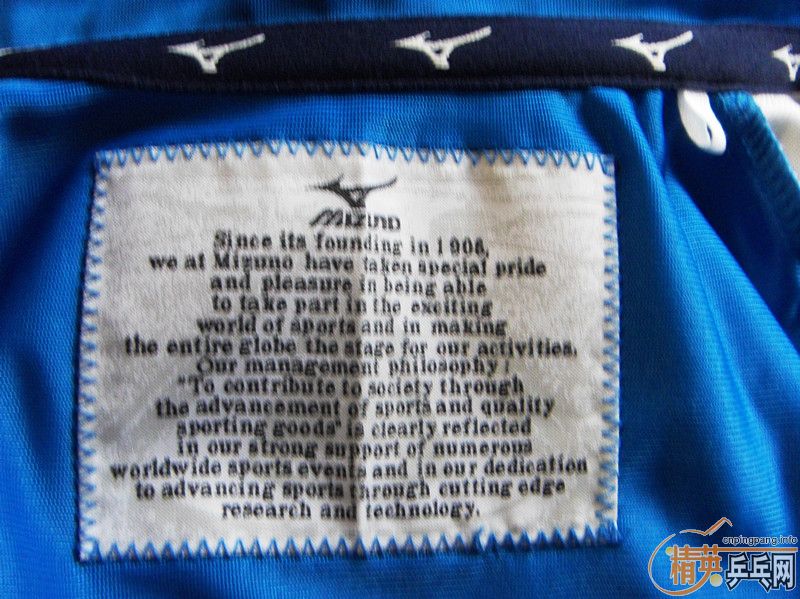 MIZUNO
Since its founding in 1906,
we at Mizuno have taken special pride
and pleasure in being able
to take part in the exciting
world of sports and in making
the entire globe the stage for our activities.
Our management philosophy:
"To contribute to society through
the advancement of sports and quality
sporting goods" is clearly reflected
in our strong support of numerous
worldwide sports events and in our dedication
to advancing sports through cutting edge
research and technology.
cnpingpang.info
精英乒乓网